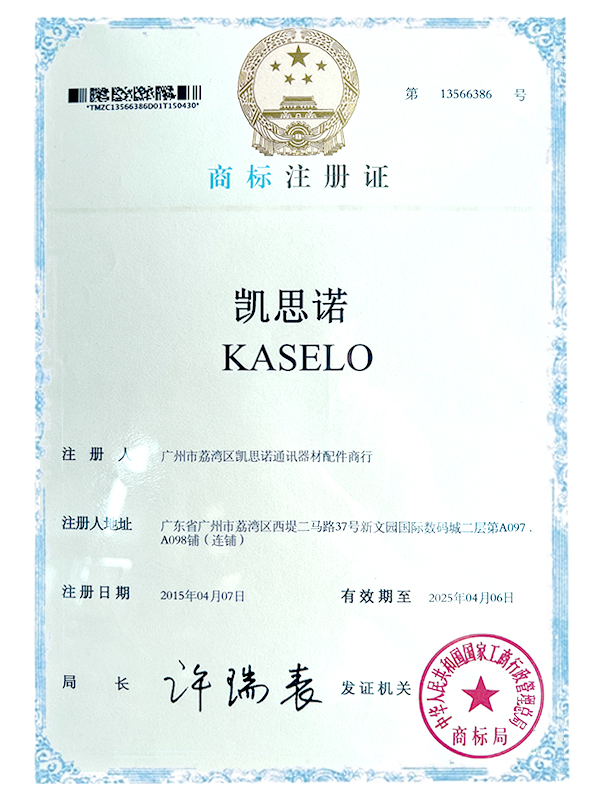 *TMZC13566386D01T150430*
第 13566386 号
商标注册证
凯思诺
KASELO
注册人 广州市荔湾区凯思诺通讯器材配件商行
注册人地址 广东省广州市荔湾区西堤二马路37号新文园国际数码城二层第A097．
A098铺（连铺）
注册日期 2015年04月07日 有效期至 2025年04月06日
局长 许瑞表 发证机关
中华人民共和国国家工商行政管理总局
商标局